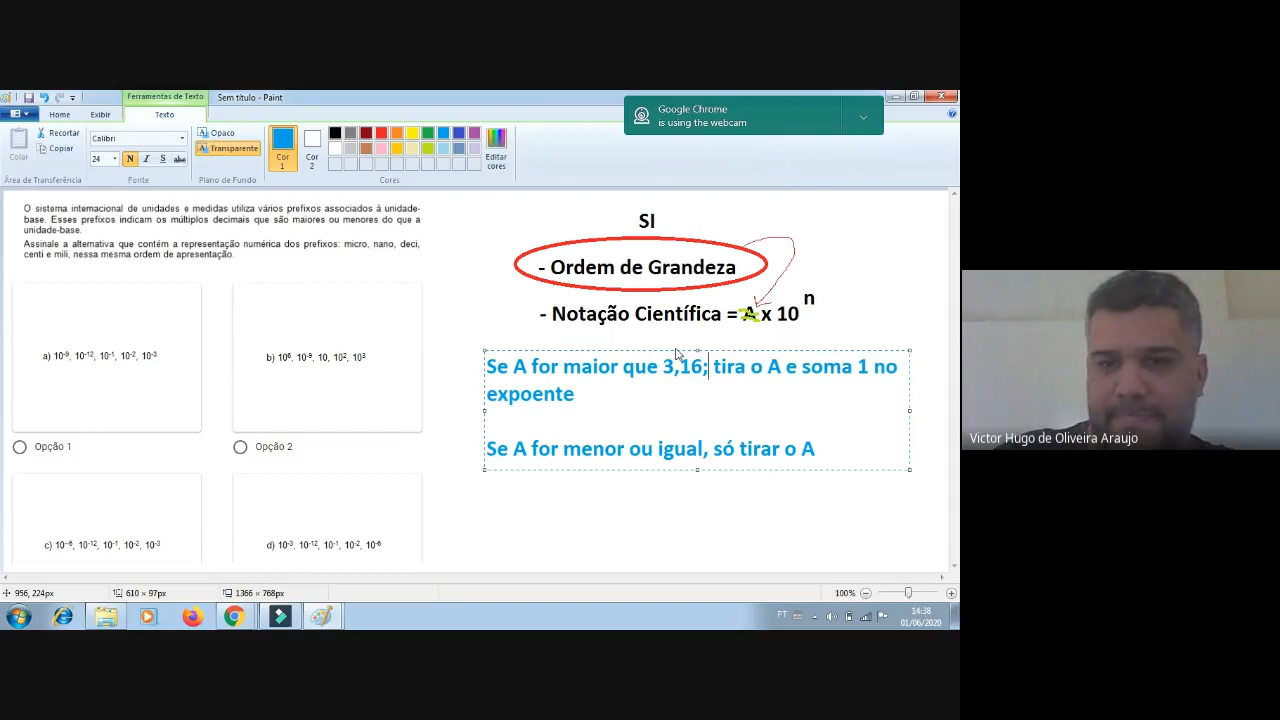 Ferramentas de Texto
Sem título - Paint
Home
Exibir
Texto
Google Chrome
is using the webcam
Colar
Recortar
Copiar
Calibri
24
N
I
S
abc
Opaco
Transparente
Cor
1
Cor
2
Editar
cores
Área de Transferência
Fonte
Plano de Fundo
Cores
O sistema internacional de unidades e medidas utiliza vários prefixos associados à unidade-
base. Esses prefixos indicam os múltiplos decimais que são maiores ou menores do que a
unidade-base.
Assinale a alternativa que contém a representação numérica dos prefixos: micro, nano, deci,
centi e mili, nessa mesma ordem de apresentação.
a) 10⁻⁹, 10⁻¹², 10⁻¹, 10⁻², 10⁻³
b) 10⁶, 10⁻⁹, 10, 10², 10³
Opção 1
Opção 2
c) 10⁻⁶, 10⁻¹², 10⁻¹, 10⁻², 10⁻³
d) 10⁻³, 10⁻¹², 10⁻¹, 10⁻², 10⁻⁶
SI
- Ordem de Grandeza
- Notação Científica = A x 10 n
Se A for maior que 3,16; tira o A e soma 1 no
expoente
Se A for menor ou igual, só tirar o A
Victor Hugo de Oliveira Araujo
956, 224px
610 × 97px
1366 × 768px
100%
PT
14:38
01/06/2020